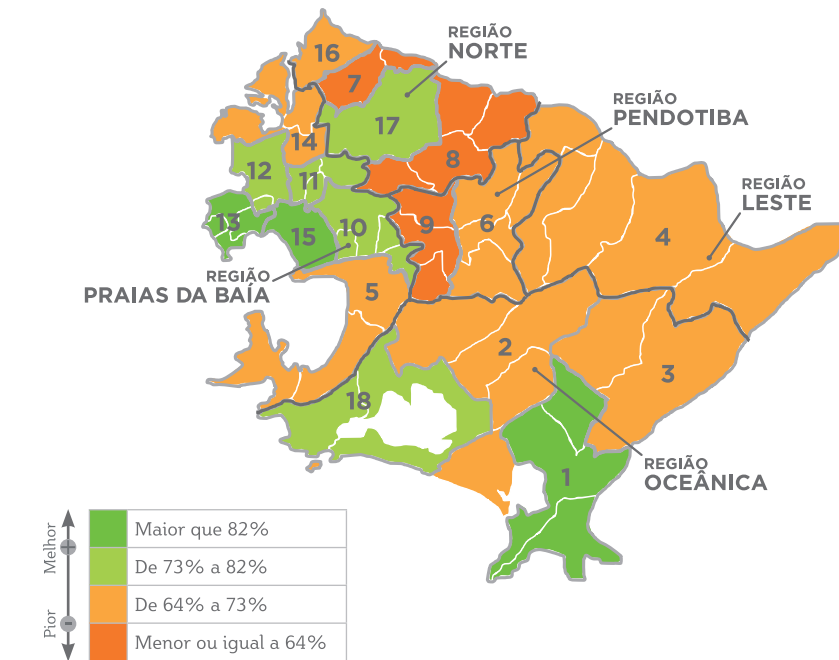 REGIÃO
NORTE
REGIÃO
PENDOTIBA
REGIÃO
LESTE
REGIÃO
PRAIAS DA BAÍA
REGIÃO
OCEÂNICA
16
7
17
14
8
12
11
13
15
10
9
6
4
5
2
3
18
1
Melhor
+
-
Pior
Maior que 82%
De 73% a 82%
De 64% a 73%
Menor ou igual a 64%